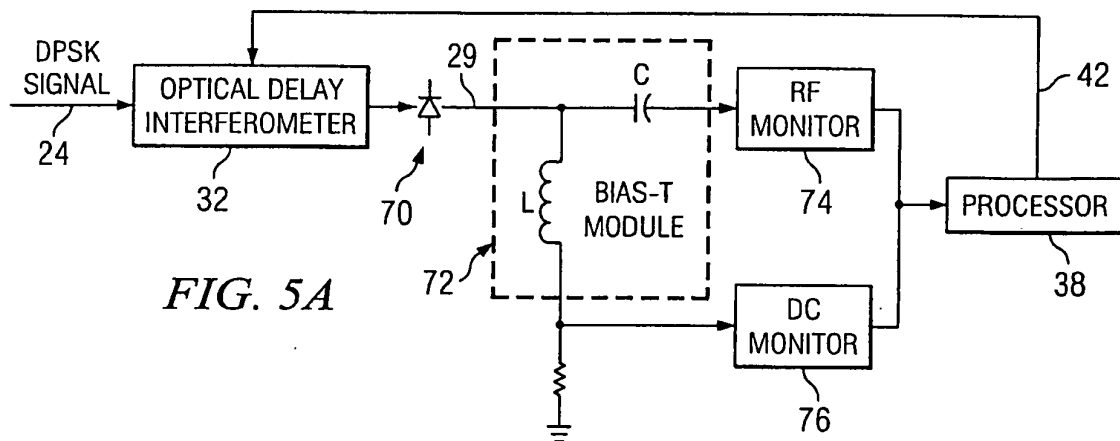 DPSK
SIGNAL
24
OPTICAL DELAY
INTERFEROMETER
32
70
29
C
L
BIAS-T
MODULE
72
RF
MONITOR
74
DC
MONITOR
76
42
PROCESSOR
38
FIG. 5A